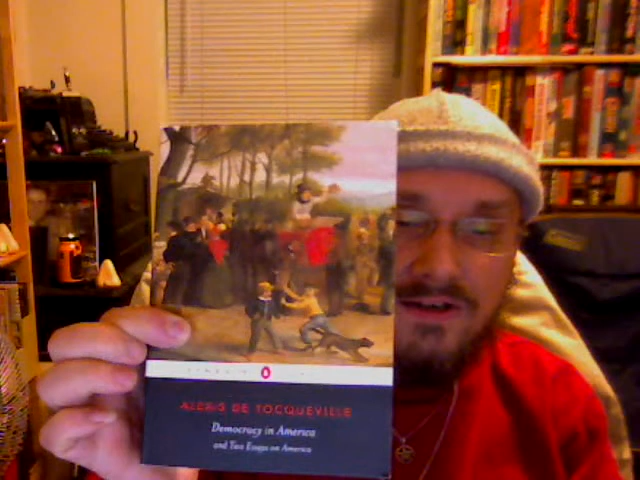 ALEXIS DE TOCQUEVILLE
Democracy in America
and Two Essays on America